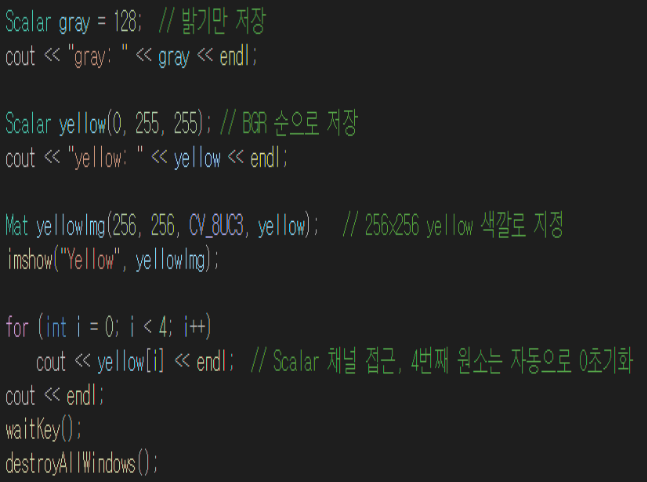 Scalar gray = 128; // 밝기만 저장
cout << "gray: " << gray << endl;
Scalar yellow(0, 255, 255); // BGR 순으로 저장
cout << "yellow: " << yellow << endl;
Mat yellowImg(256, 256, CV_8UC3, yellow); // 256x256 yellow 색깔로 지정
imshow("Yellow", yellowImg);
for (int i = 0; i < 4; i++)
cout << yellow[i] << endl; // Scalar 채널 접근, 4번째 원소는 자동으로 0초기화
cout << endl;
waitKey();
destroyAllWindows();